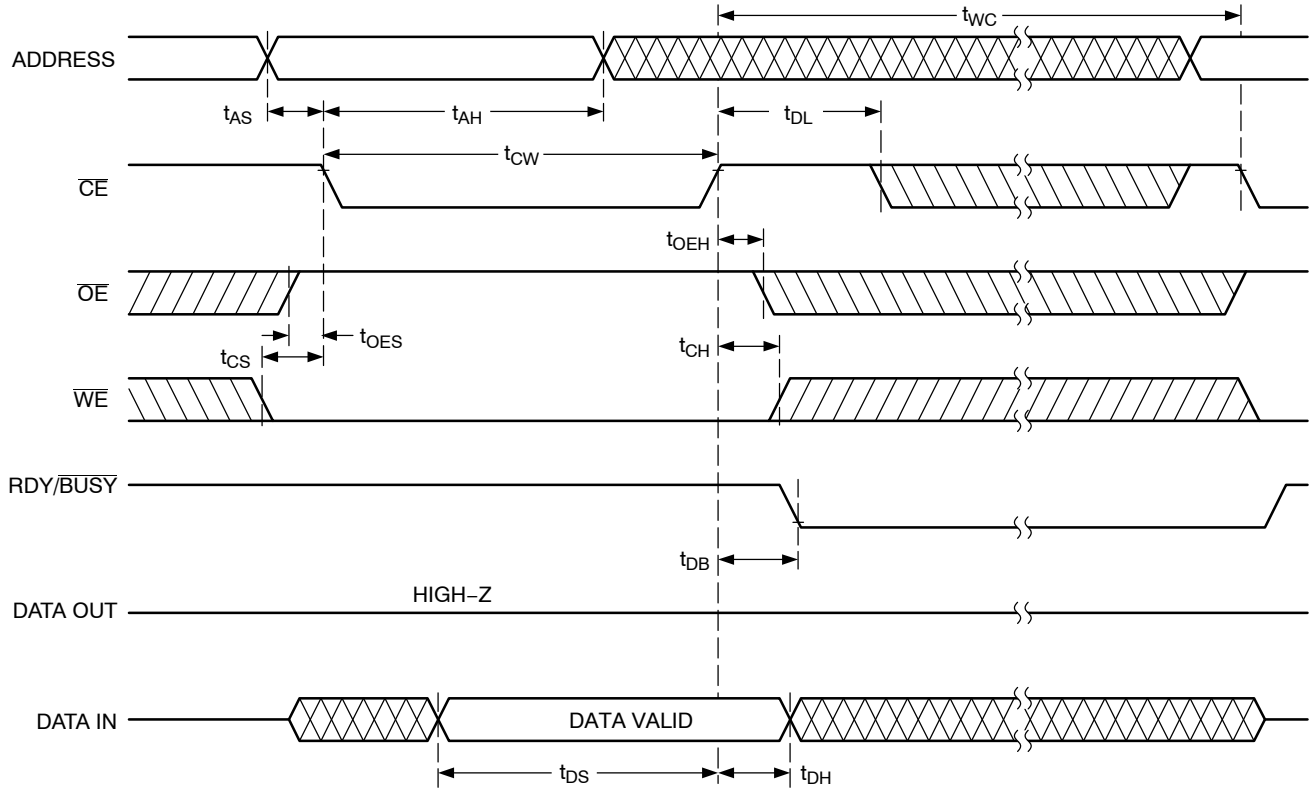 tWC
ADDRESS
tAS
tAH
tDL
tCW
CE
tOEH
OE
tOES
tCS
tCH
WE
RDY/BUSY
tDB
HIGH–Z
DATA OUT
DATA IN
DATA VALID
tDS
tDH